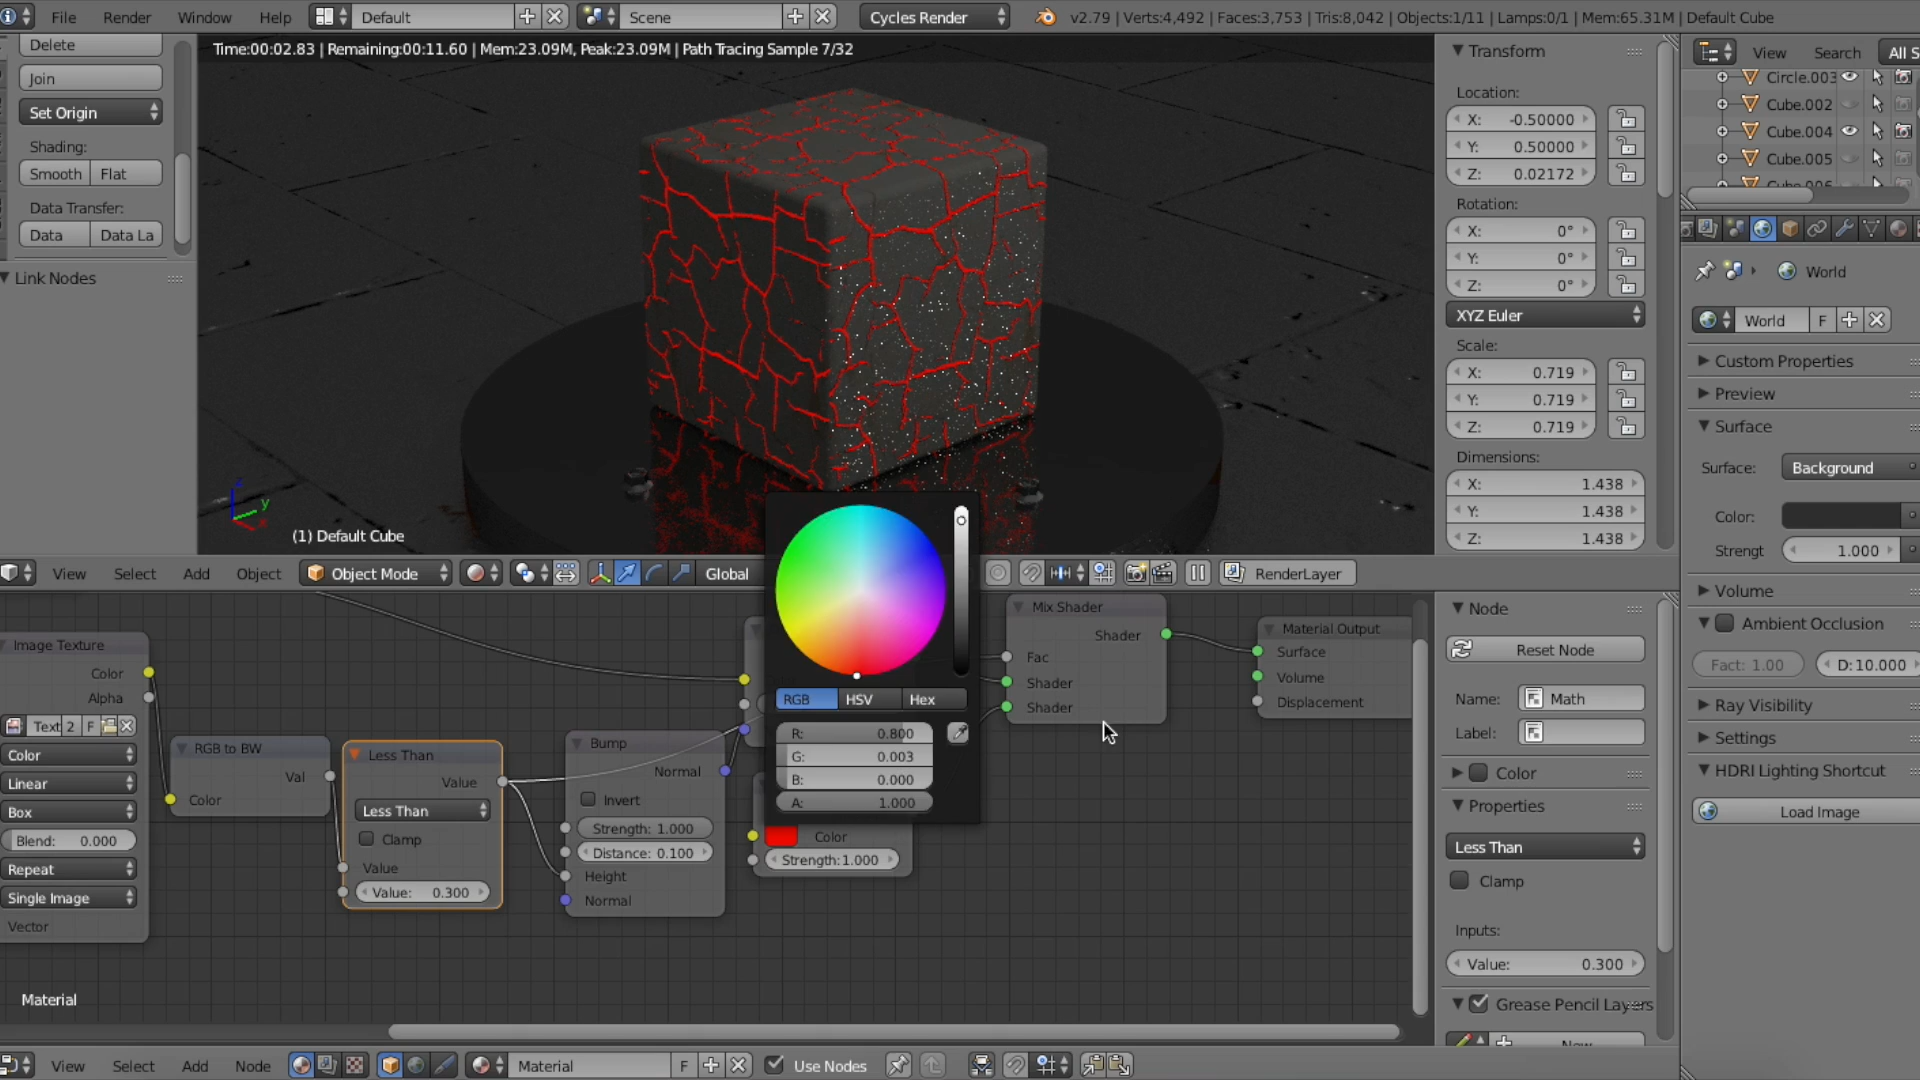 File Render Window Help Default Scene Cycles Render v2.79 | Verts:4,492 | Faces:3,753 | Tris:8,042 | Objects:1/11 | Lamps:0/1 | Mem:65.31M | Default Cube
Delete
Join
Set Origin
Shading:
Smooth Flat
Data Transfer:
Data Data La
Link Nodes
Time:00:02.83 | Remaining:00:11.60 | Mem:23.09M, Peak:23.09M | Path Tracing Sample 7/32
(1) Default Cube
z
y
x
Transform
Location:
X: -0.50000
Y: 0.50000
Z: 0.02172
Rotation:
X: 0°
Y: 0°
Z: 0°
XYZ Euler
Scale:
X: 0.719
Y: 0.719
Z: 0.719
Dimensions:
X: 1.438
Y: 1.438
Z: 1.438
View Search All S
Circle.003
Cube.002
Cube.004
Cube.005
Cube.006
World
World F
Custom Properties
Preview
Surface
Surface: Background
Color:
Strengt 1.000
Volume
Ambient Occlusion
Fact: 1.00 D:10.000
Ray Visibility
Settings
HDRI Lighting Shortcut
Load Image
View Select Add Object Object Mode Global RenderLayer
Image Texture
Color
Alpha
Text 2 F
Color
Linear
Box
Blend: 0.000
Repeat
Single Image
Vector
RGB to BW
Val
Color
Less Than
Value
Less Than
Clamp
Value
Value: 0.300
Bump
Normal
Invert
Strength: 1.000
Distance: 0.100
Height
Normal
RGB HSV Hex
R: 0.800
G: 0.003
B: 0.000
A: 1.000
Color
Strength:1.000
Mix Shader
Shader
Fac
Shader
Shader
Material Output
Surface
Volume
Displacement
Material
Node
Reset Node
Name: Math
Label:
Color
Properties
Less Than
Clamp
Inputs:
Value: 0.300
Grease Pencil Layers
New
View Select Add Node Material F Use Nodes